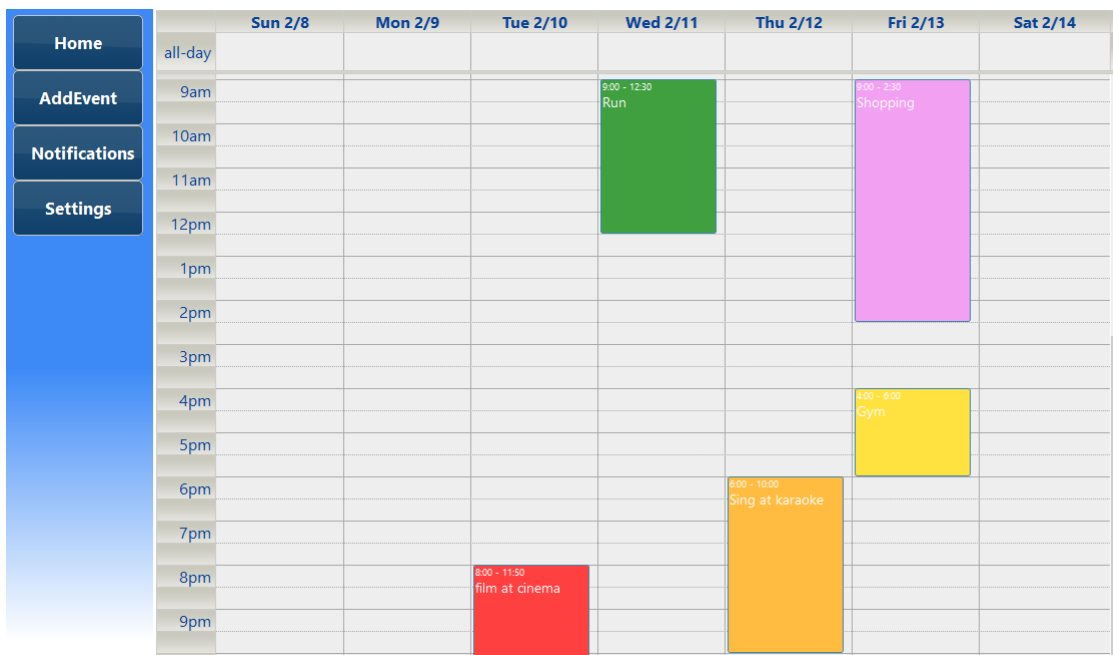 Home
AddEvent
Notifications
Settings
Sun 2/8 Mon 2/9 Tue 2/10 Wed 2/11 Thu 2/12 Fri 2/13 Sat 2/14
all-day
9am
10am
11am
12pm
1pm
2pm
3pm
4pm
5pm
6pm
7pm
8pm
9pm
8:00 - 11:50
film at cinema
9:00 - 12:30
Run
6:00 - 10:00
Sing at karaoke
9:00 - 2:30
Shopping
4:00 - 6:00
Gym